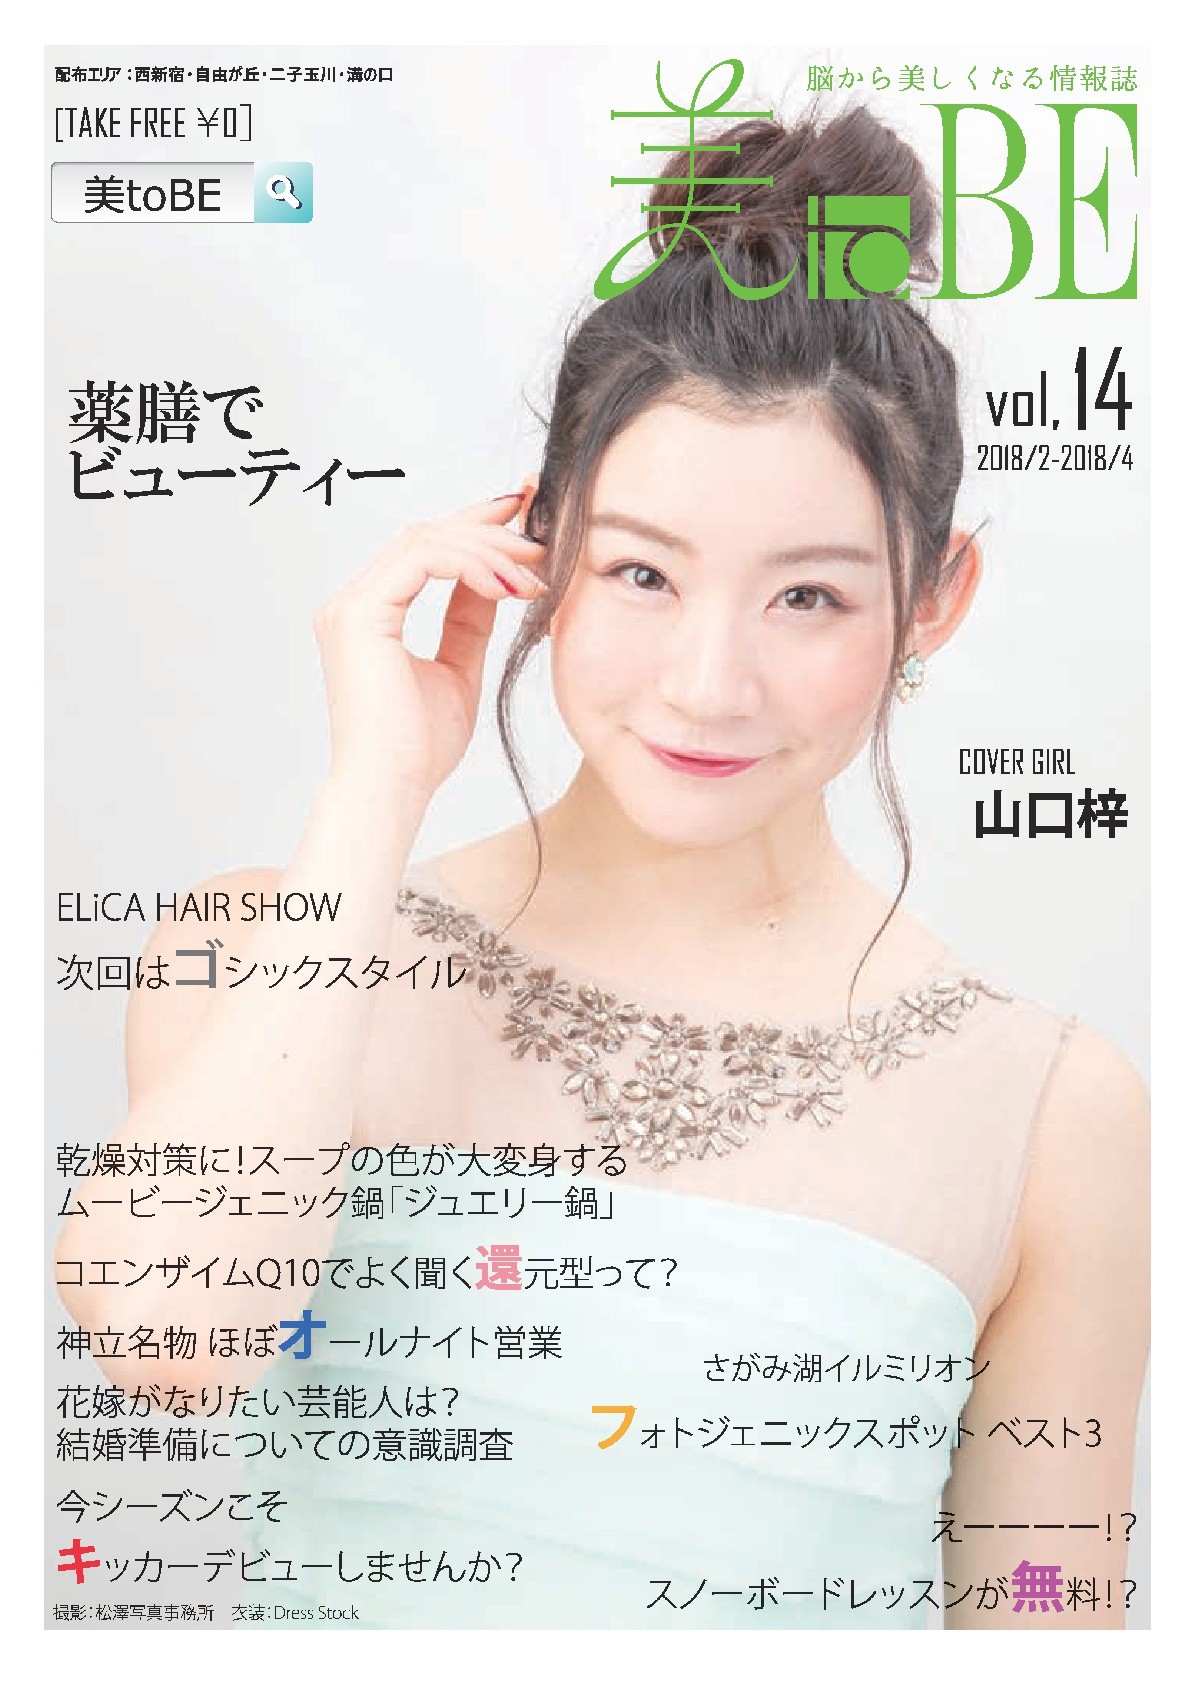 配布エリア：西新宿・自由が丘・二子玉川・溝の口
[TAKE FREE ￥0]
美toBE
脳から美しくなる情報誌
美toBE
vol,14
2018/2-2018/4
薬膳で
ビューティー
COVER GIRL
山口梓
ELiCA HAIR SHOW
次回はゴシックスタイル
乾燥対策に！スープの色が大変身する
ムービージェニック鍋「ジュエリー鍋」
コエンザイムQ10でよく聞く還元型って？
神立名物 ほぼオールナイト営業
花嫁がなりたい芸能人は？
結婚準備についての意識調査
今シーズンこそ
キッカーデビューしませんか？
さがみ湖イルミリオン
フォトジェニックスポット ベスト3
えーーーー！？
スノーボードレッスンが無料！？
撮影：松澤写真事務所　衣装：Dress Stock